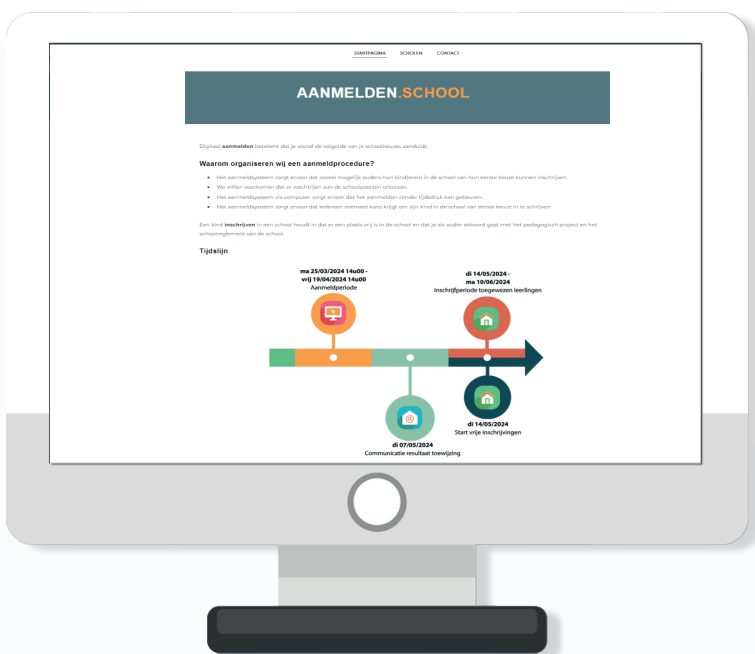 STARTPAGINA SCHOLEN CONTACT
AANMELDEN.SCHOOL
Digitaal aanmelden betekent dat je vooraf de volgorde van je schoolkeuzes aanduidt.
Waarom organiseren wij een aanmeldprocedure?
• Het aanmeldsysteem zorgt ervoor dat zoveel mogelijk ouders hun kind(eren) in de school van hun eerste keuze kunnen inschrijven.
• We willen voorkomen dat er wachtrijen aan de schoolpoorten ontstaan.
• Het aanmeldsysteem via computer zorgt ervoor dat het aanmelden zonder tijdsdruk kan gebeuren.
• Het aanmeldsysteem zorgt ervoor dat iedereen evenveel kans krijgt om zijn kind in de school van eerste keuze in te schrijven
Een kind inschrijven in een school houdt in dat er een plaats vrij is in de school en dat je als ouder akkoord gaat met het pedagogisch project en het
schoolreglement van de school.
Tijdslijn
ma 25/03/2024 14u00 -
vrij 19/04/2024 14u00
Aanmeldperiode
di 14/05/2024 -
ma 10/06/2024
Inschrijfperiode toegewezen leerlingen
di 14/05/2024
Start vrije inschrijvingen
di 07/05/2024
Communicatie resultaat toewijzing